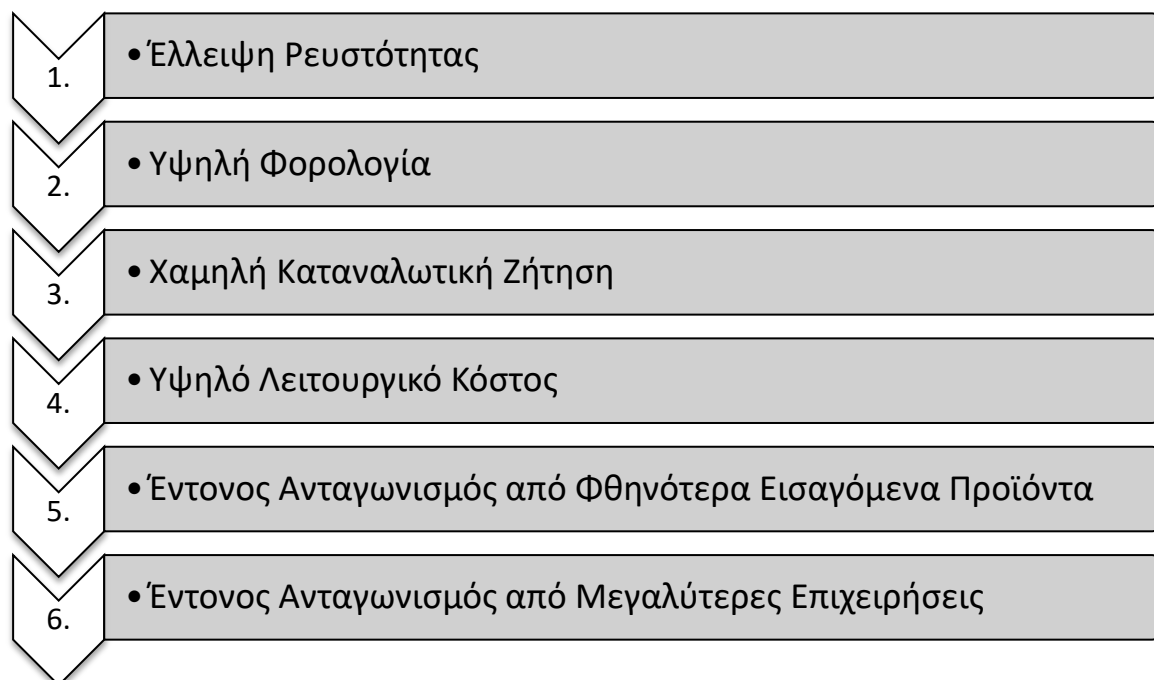 1. • Έλλειψη Ρευστότητας
2. • Υψηλή Φορολογία
3. • Χαμηλή Καταναλωτική Ζήτηση
4. • Υψηλό Λειτουργικό Κόστος
5. • Έντονος Ανταγωνισμός από Φθηνότερα Εισαγόμενα Προϊόντα
6. • Έντονος Ανταγωνισμός από Μεγαλύτερες Επιχειρήσεις